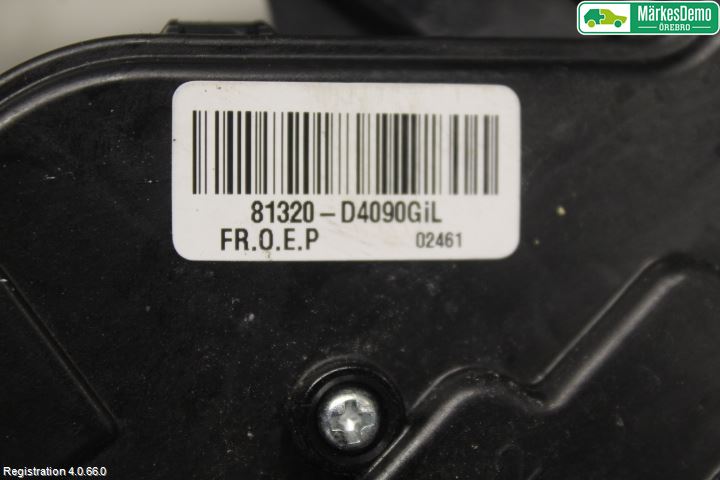 MärkesDemo
ÖREBRO
81320-D4090GiL
FR.O.E.P 02461
Registration 4.0.66.0